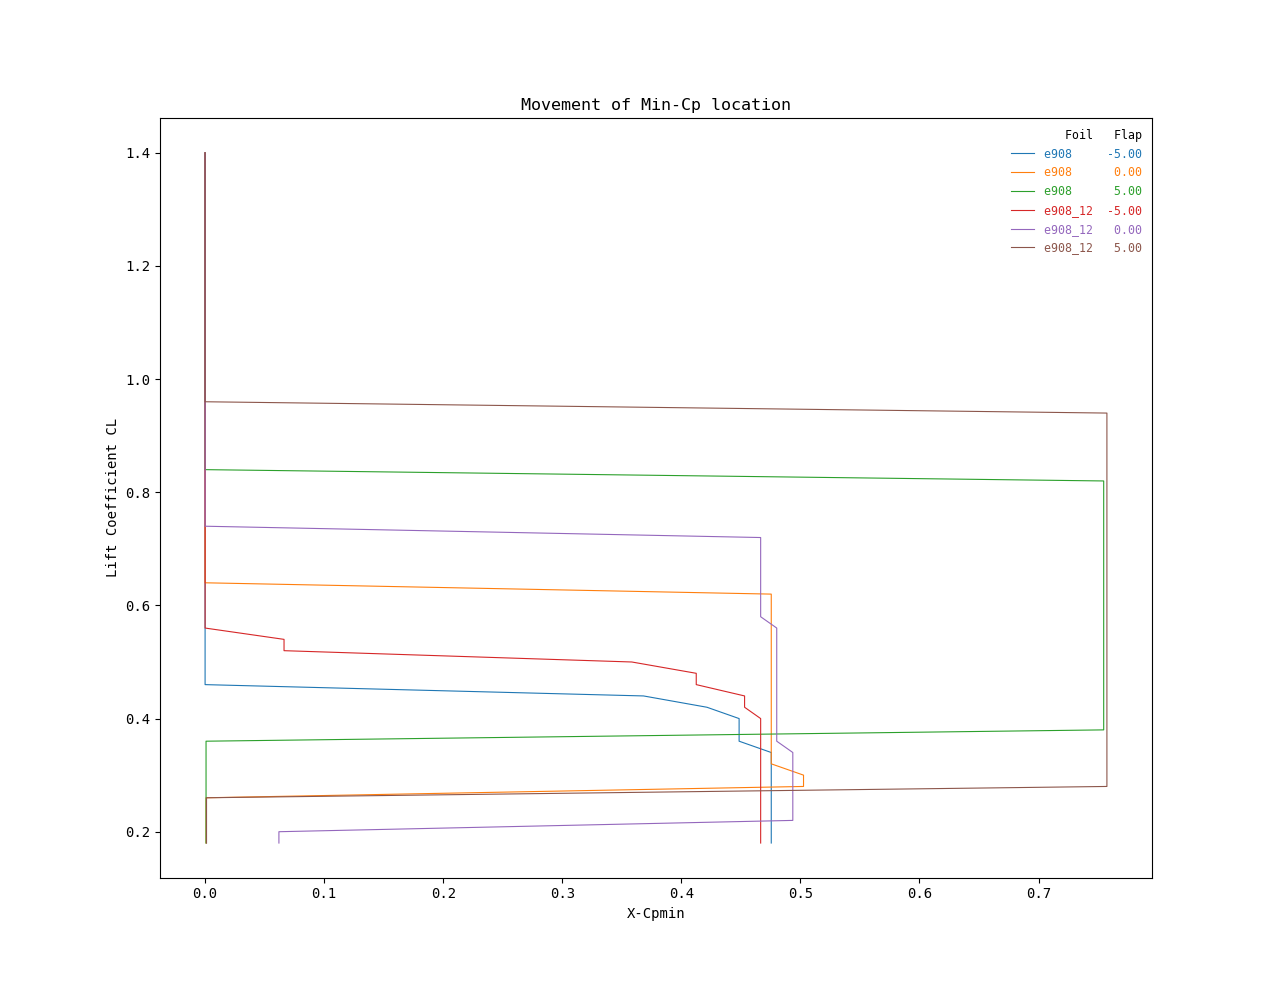 Movement of Min-Cp location
Foil Flap
e908 -5.00
e908 0.00
e908 5.00
e908_12 -5.00
e908_12 0.00
e908_12 5.00
1.4
1.2
1.0
0.8
0.6
0.4
0.2
Lift Coefficient CL
0.0 0.1 0.2 0.3 0.4 0.5 0.6 0.7
X-Cpmin